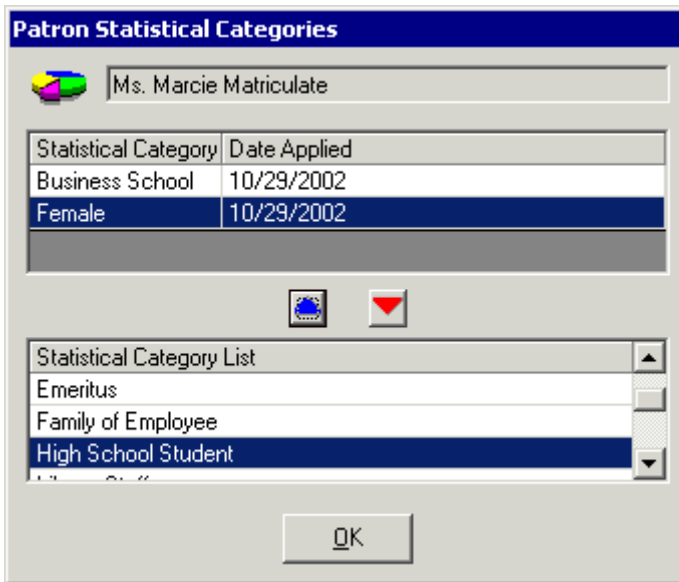 Patron Statistical Categories
Ms. Marcie Matriculate
Statistical Category Date Applied
Business School 10/29/2002
Female 10/29/2002
Statistical Category List
Emeritus
Family of Employee
High School Student
OK